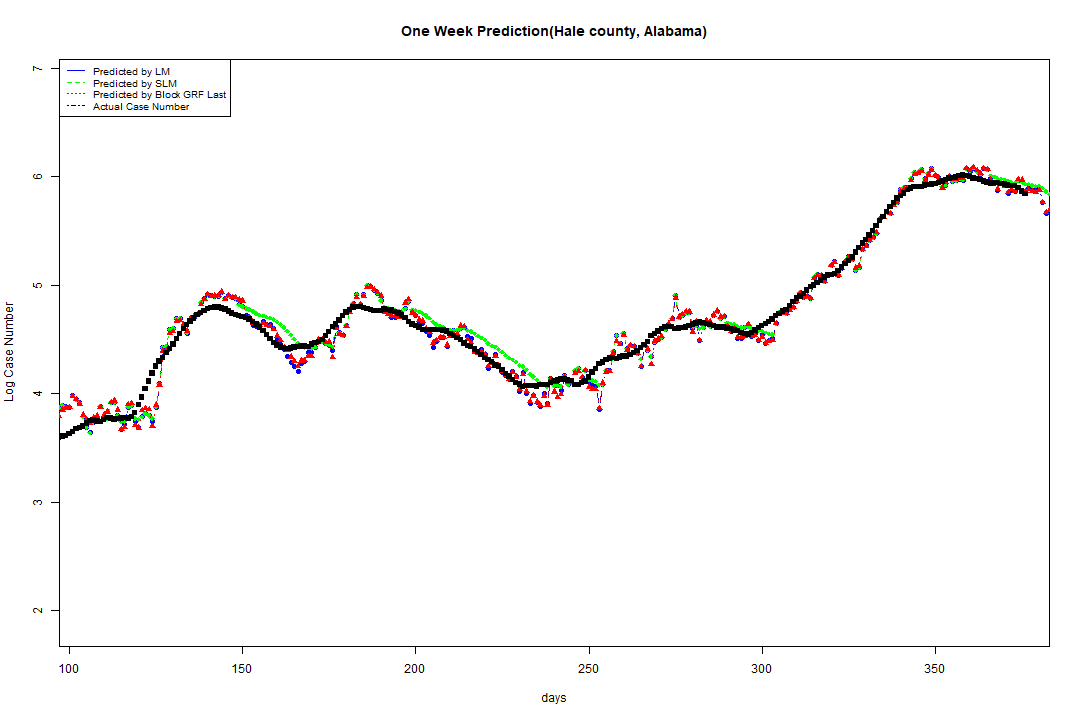 One Week Prediction(Hale county, Alabama)
Predicted by LM
Predicted by SLM
Predicted by Block GRF Last
Actual Case Number
7
6
5
4
3
2
Log Case Number
100 150 200 250 300 350
days